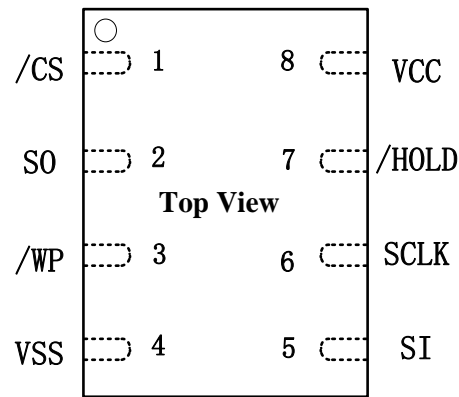 /CS 1 8 VCC
SO 2 7 /HOLD
Top View
/WP 3 6 SCLK
VSS 4 5 SI